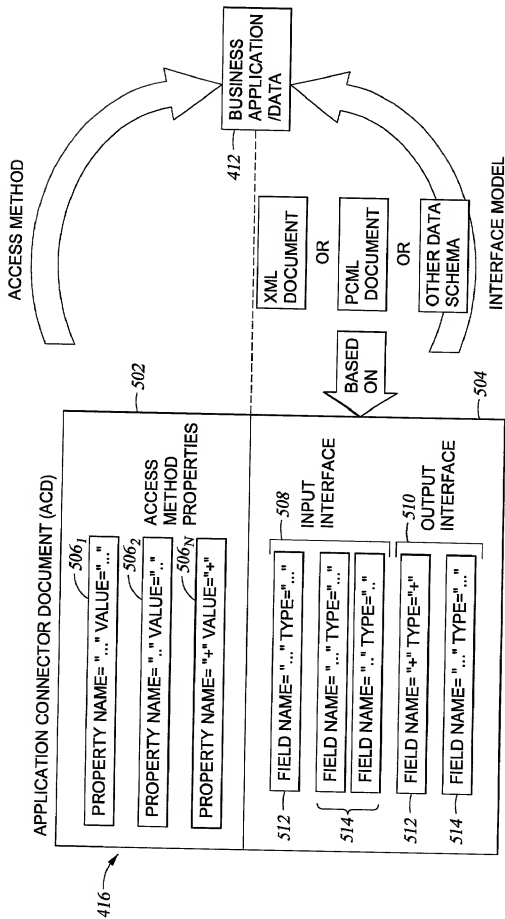 APPLICATION CONNECTOR DOCUMENT (ACD)
416
502
PROPERTY NAME= "..." VALUE="..."
506₁
PROPERTY NAME= ".." VALUE=".."
506₂
PROPERTY NAME= "+" VALUE="+"
506N
ACCESS
METHOD
PROPERTIES
ACCESS METHOD
412
BUSINESS
APPLICATION
/DATA
504
512
FIELD NAME= "..." TYPE="..."
514
FIELD NAME= "..." TYPE="..."
FIELD NAME= ".." TYPE=".."
508
INPUT
INTERFACE
512
FIELD NAME= "+" TYPE="+"
514
FIELD NAME= "..." TYPE="..."
510
OUTPUT
INTERFACE
BASED
ON
XML
DOCUMENT
OR
PCML
DOCUMENT
OR
OTHER DATA
SCHEMA
INTERFACE MODEL